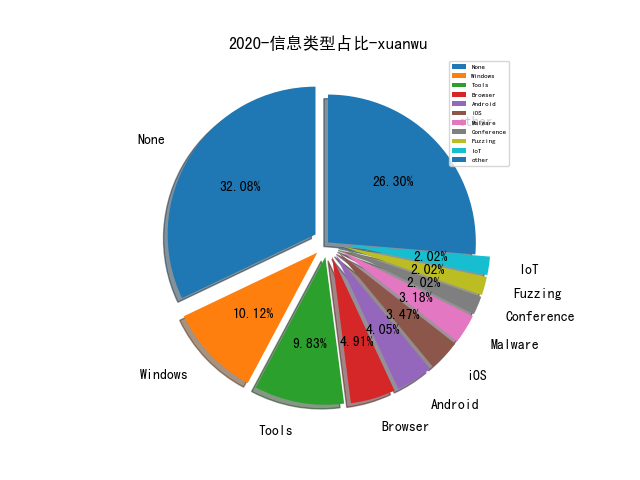 2020-信息类型占比-xuanwu
None
Windows
Tools
Browser
Android
iOS
Malware
Conference
Fuzzing
IoT
other
other
None
32.08%
26.30%
2.02%
IoT
2.02%
Fuzzing
2.02%
Conference
3.18%
Malware
3.47%
iOS
4.05%
Android
4.91%
Browser
9.83%
Tools
10.12%
Windows